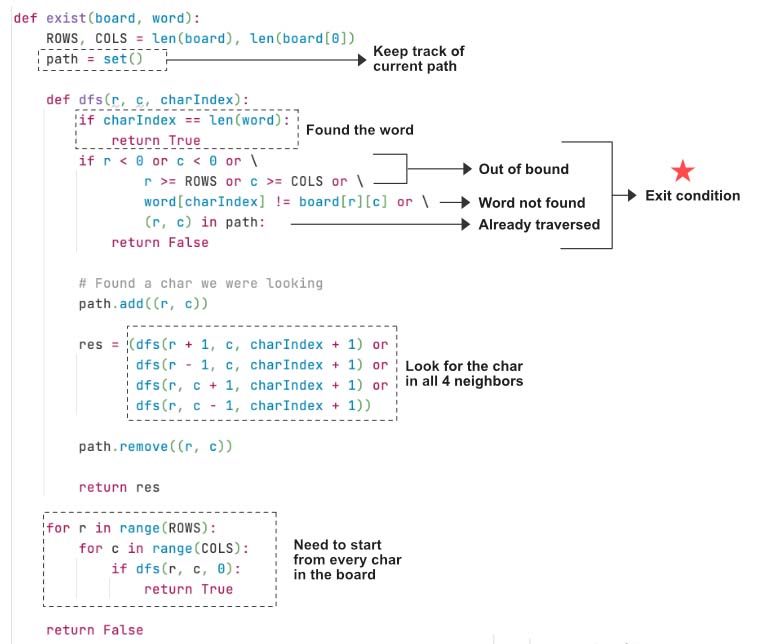 def exist(board, word):
    ROWS, COLS = len(board), len(board[0])
    path = set()
Keep track of
current path
    def dfs(r, c, charIndex):
        if charIndex == len(word):
            return True
Found the word
        if r < 0 or c < 0 or \
                r >= ROWS or c >= COLS or \
                word[charIndex] != board[r][c] or \
                (r, c) in path:
            return False
Out of bound
Word not found
Already traversed
Exit condition
        # Found a char we were looking
        path.add((r, c))
        res = (dfs(r + 1, c, charIndex + 1) or
               dfs(r - 1, c, charIndex + 1) or
               dfs(r, c + 1, charIndex + 1) or
               dfs(r, c - 1, charIndex + 1))
Look for the char
in all 4 neighbors
        path.remove((r, c))
        return res
    for r in range(ROWS):
        for c in range(COLS):
            if dfs(r, c, 0):
                return True
Need to start
from every char
in the board
    return False